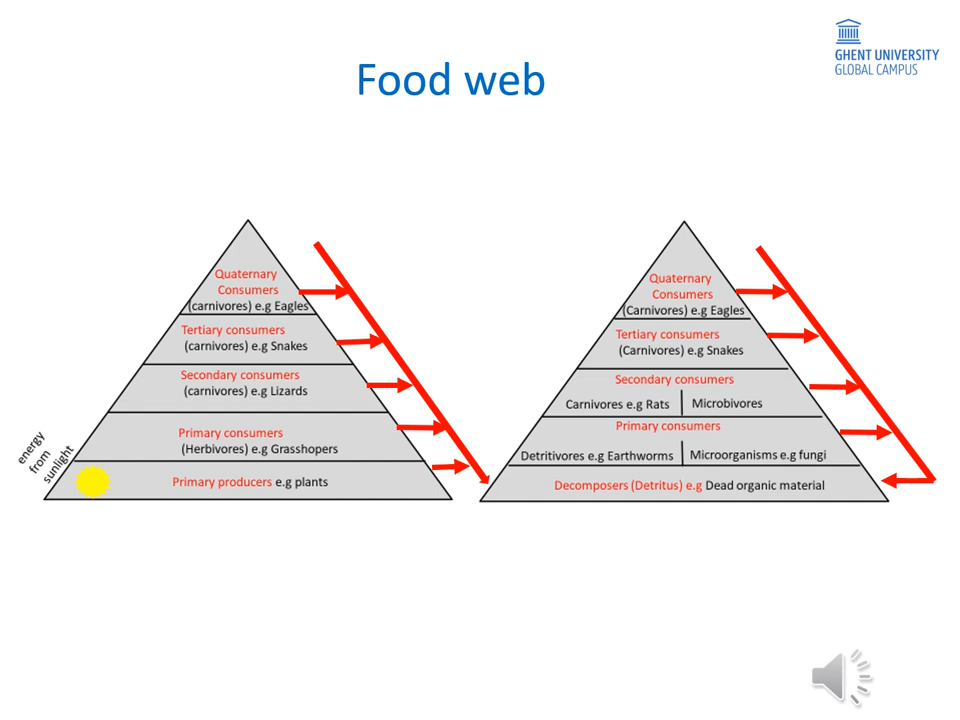 GHENT UNIVERSITY
GLOBAL CAMPUS
Food web
Quaternary
Consumers
(carnivores) e.g Eagles
Tertiary consumers
(carnivores) e.g Snakes
Secondary consumers
(carnivores) e.g Lizards
Primary consumers
(Herbivores) e.g Grasshopers
Primary producers e.g plants
energy
from
sunlight
Quaternary
Consumers
(Carnivores) e.g Eagles
Tertiary consumers
(Carnivores) e.g Snakes
Secondary consumers
Carnivores e.g Rats
Microbivores
Primary consumers
Detritivores e.g Earthworms
Microorganisms e.g fungi
Decomposers (Detritus) e.g Dead organic material